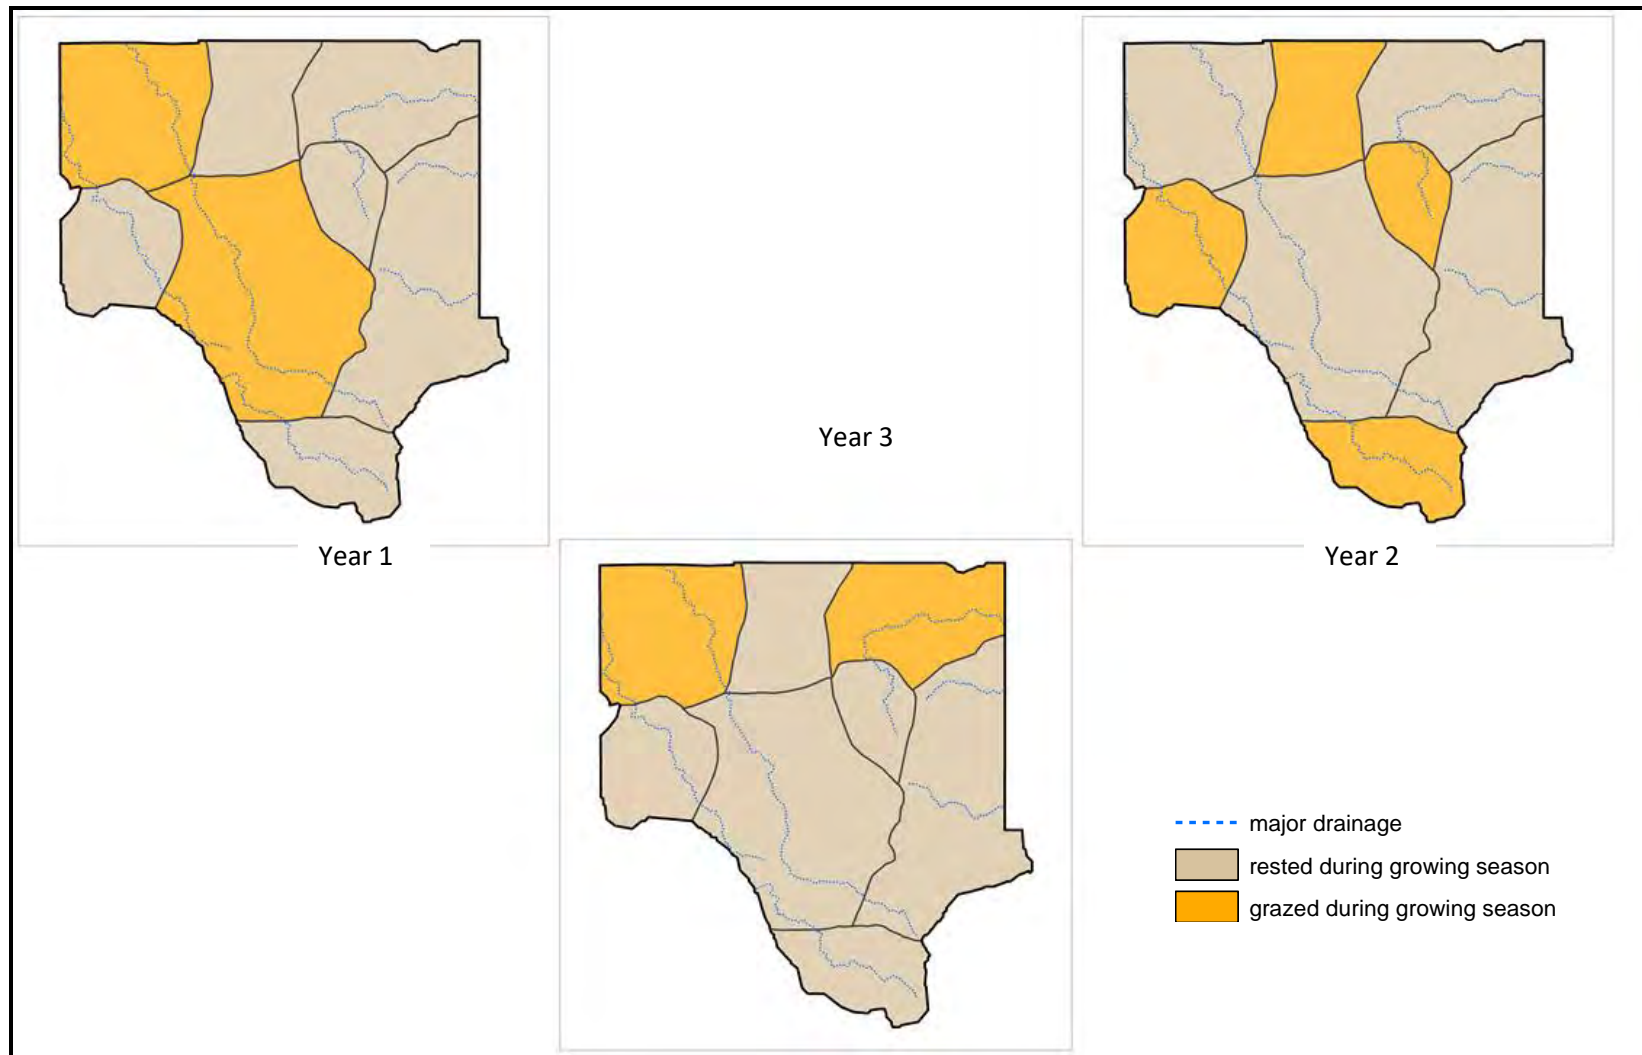 Year 3
Year 1
Year 2
major drainage
rested during growing season
grazed during growing season